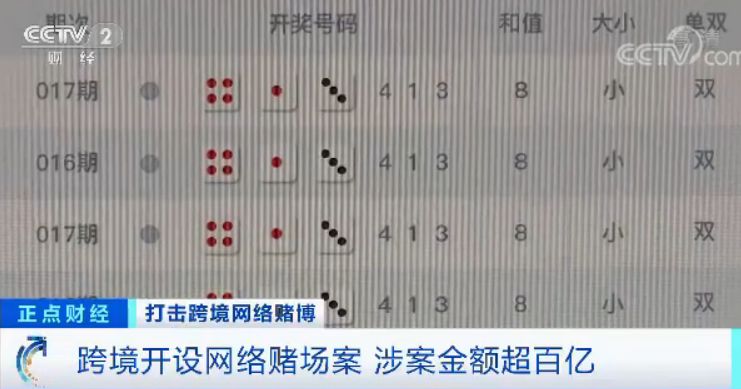 CCTV 2
财经
期次 开奖号码 和值 大小 单双
CCTV.com
017期 4 1 3 8 小 双
016期 4 1 3 8 小 双
017期 4 1 3 8 小 双
4 1 3 8 小 双
正点财经 打击跨境网络赌博
跨境开设网络赌场案 涉案金额超百亿